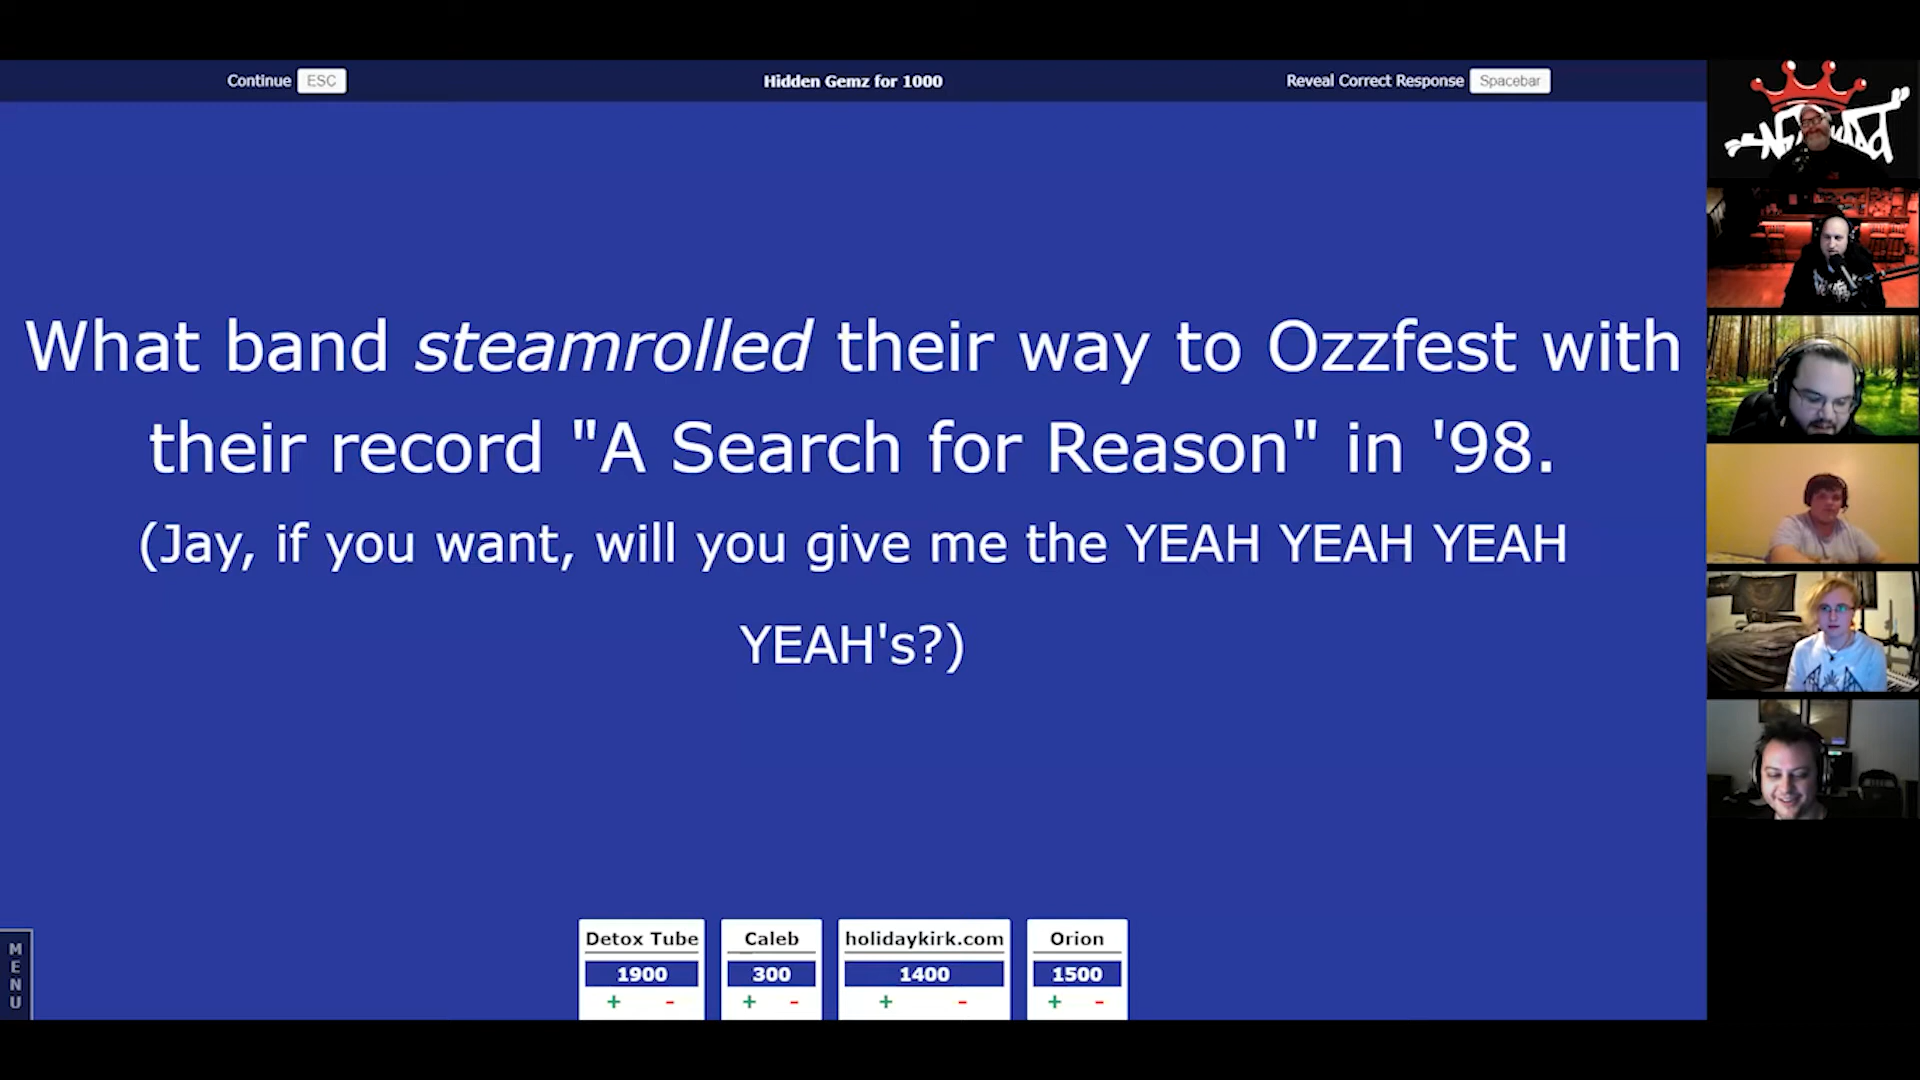 Continue ESC
Hidden Gemz for 1000
Reveal Correct Response Spacebar
What band steamrolled their way to Ozzfest with
their record "A Search for Reason" in '98.
(Jay, if you want, will you give me the YEAH YEAH YEAH
YEAH's?)
MENU
Detox Tube
1900
+ -
Caleb
300
+ -
holidaykirk.com
1400
+ -
Orion
1500
+ -